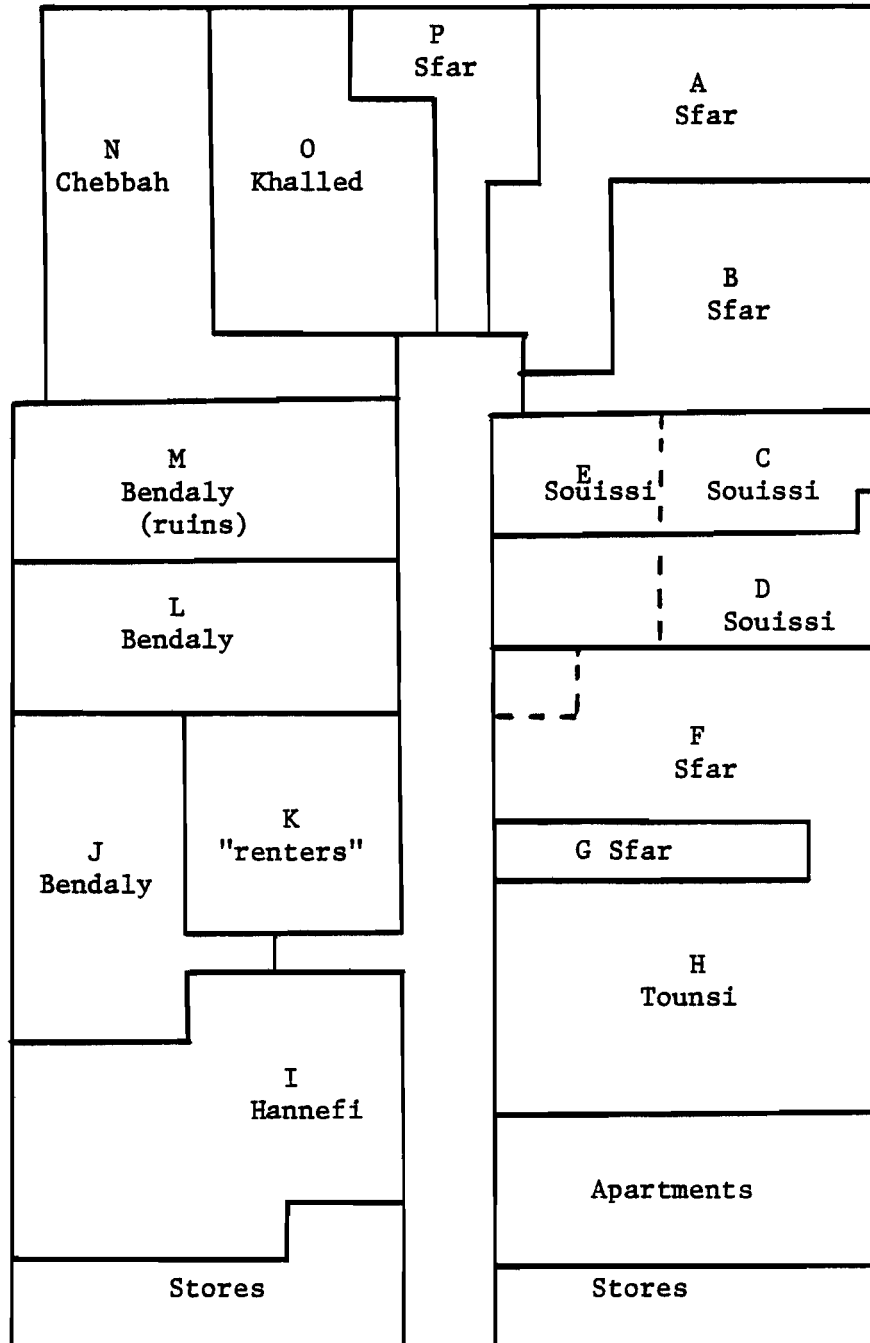 P
Sfar
A
Sfar
N
Chebbah
O
Khalled
B
Sfar
M
Bendaly
(ruins)
E
Souissi
C
Souissi
L
Bendaly
D
Souissi
F
Sfar
K
"renters"
J
Bendaly
G Sfar
H
Tounsi
I
Hannefi
Apartments
Stores
Stores